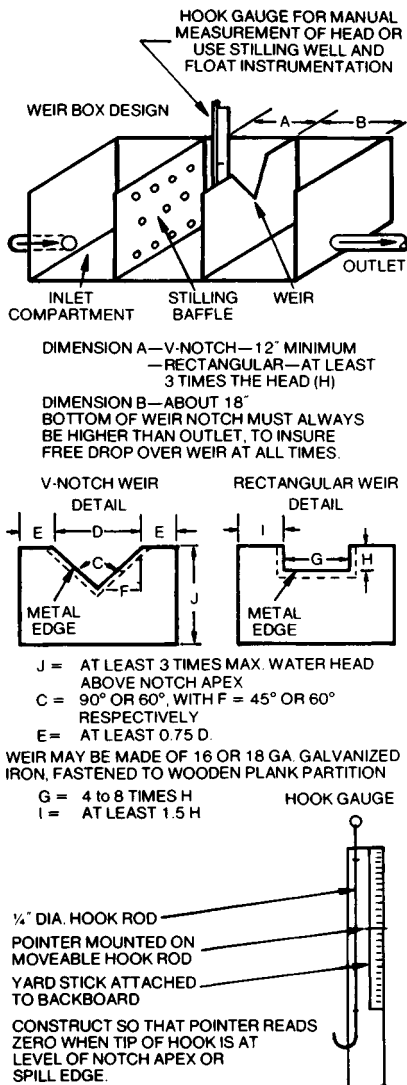 HOOK GAUGE FOR MANUAL
MEASUREMENT OF HEAD OR
USE STILLING WELL AND
FLOAT INSTRUMENTATION
WEIR BOX DESIGN
A
B
OUTLET
INLET
COMPARTMENT
STILLING
BAFFLE
WEIR
DIMENSION A—V-NOTCH—12" MINIMUM
—RECTANGULAR—AT LEAST
3 TIMES THE HEAD (H)
DIMENSION B—ABOUT 18"
BOTTOM OF WEIR NOTCH MUST ALWAYS
BE HIGHER THAN OUTLET, TO INSURE
FREE DROP OVER WEIR AT ALL TIMES.
V-NOTCH WEIR
DETAIL
E
D
E
C
F
J
METAL
EDGE
RECTANGULAR WEIR
DETAIL
I
G
H
METAL
EDGE
J = AT LEAST 3 TIMES MAX. WATER HEAD
ABOVE NOTCH APEX
C = 90° OR 60°, WITH F = 45° OR 60°
RESPECTIVELY
E = AT LEAST 0.75 D.
WEIR MAY BE MADE OF 16 OR 18 GA. GALVANIZED
IRON, FASTENED TO WOODEN PLANK PARTITION
G = 4 to 8 TIMES H
I = AT LEAST 1.5 H
HOOK GAUGE
¼" DIA. HOOK ROD
POINTER MOUNTED ON
MOVEABLE HOOK ROD
YARD STICK ATTACHED
TO BACKBOARD
CONSTRUCT SO THAT POINTER READS
ZERO WHEN TIP OF HOOK IS AT
LEVEL OF NOTCH APEX OR
SPILL EDGE.